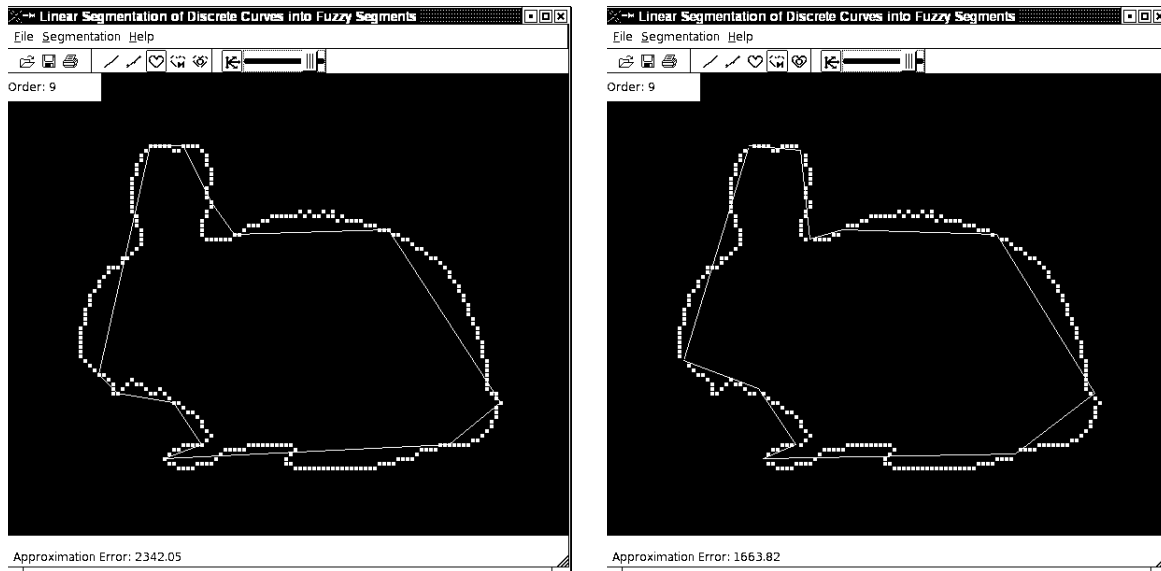 Linear Segmentation of Discrete Curves into Fuzzy Segments
File Segmentation Help
Order: 9
Approximation Error: 2342.05
Linear Segmentation of Discrete Curves into Fuzzy Segments
File Segmentation Help
Order: 9
Approximation Error: 1663.82